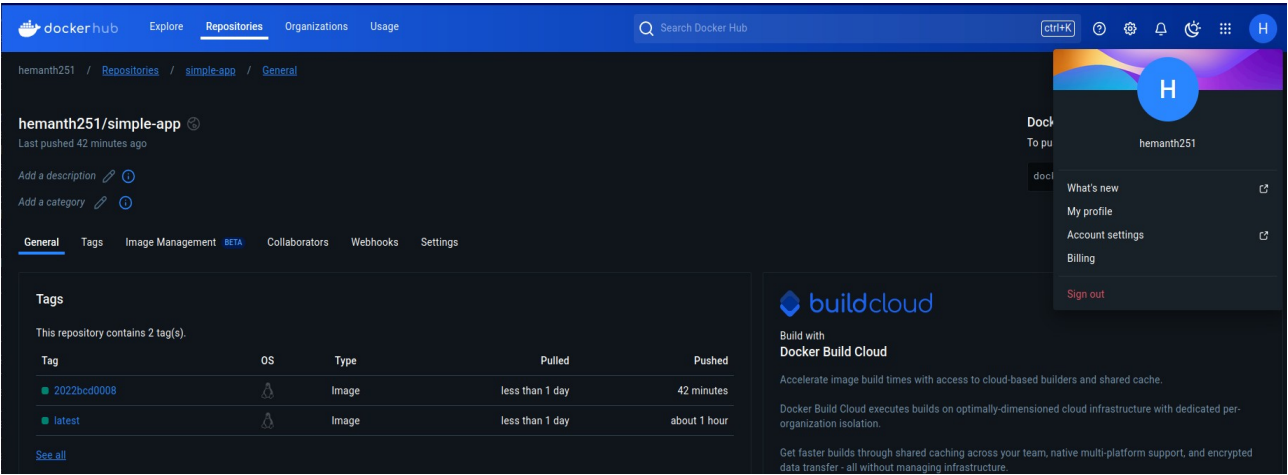 dockerhub Explore Repositories Organizations Usage Search Docker Hub ctrl+K H
hemanth251 / Repositories / simple-app / General
H
hemanth251/simple-app
Dock
Last pushed 42 minutes ago
To pu
hemanth251
Add a description
dock
Add a category
What's new
My profile
Account settings
Billing
Sign out
General Tags Image Management BETA Collaborators Webhooks Settings
Tags
This repository contains 2 tag(s).
Tag OS Type Pulled Pushed
2022bcd0008 Image less than 1 day 42 minutes
latest Image less than 1 day about 1 hour
See all
buildcloud
Build with
Docker Build Cloud
Accelerate image build times with access to cloud-based builders and shared cache.
Docker Build Cloud executes builds on optimally-dimensioned cloud infrastructure with dedicated per-
organization isolation.
Get faster builds through shared caching across your team, native multi-platform support, and encrypted
data transfer - all without managing infrastructure.